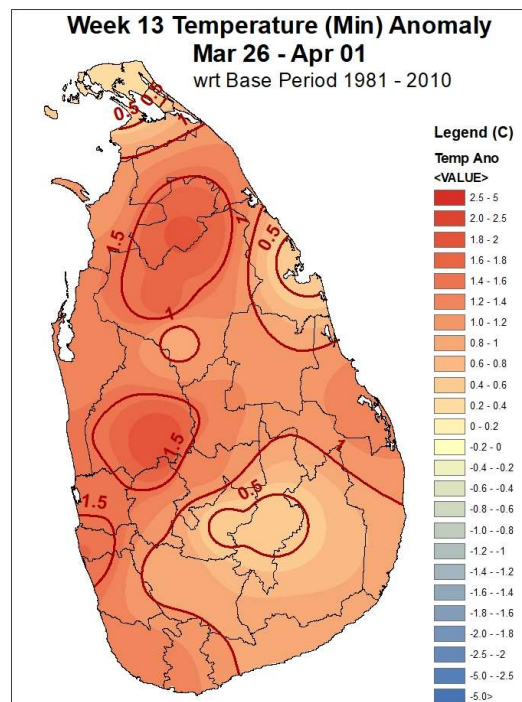 Week 13 Temperature (Min) Anomaly
Mar 26 - Apr 01
wrt Base Period 1981 - 2010
0.5
0.5
1
1.5
1
0.5
1
1
1.5
1
0.5
1.5
Legend (C)
Temp Ano
<VALUE>
2.5 - 5
2.0 - 2.5
1.8 - 2
1.6 - 1.8
1.4 - 1.6
1.2 - 1.4
1.0 - 1.2
0.8 - 1
0.6 - 0.8
0.4 - 0.6
0.2 - 0.4
0 - 0.2
-0.2 - 0
-0.4 - -0.2
-0.6 - -0.4
-0.8 - -0.6
-1.0 - -0.8
-1.2 - -1
-1.4 - -1.2
-1.6 - -1.4
-1.8 - -1.6
-2.0 - -1.8
-2.5 - -2
-5.0 - -2.5
-5.0>